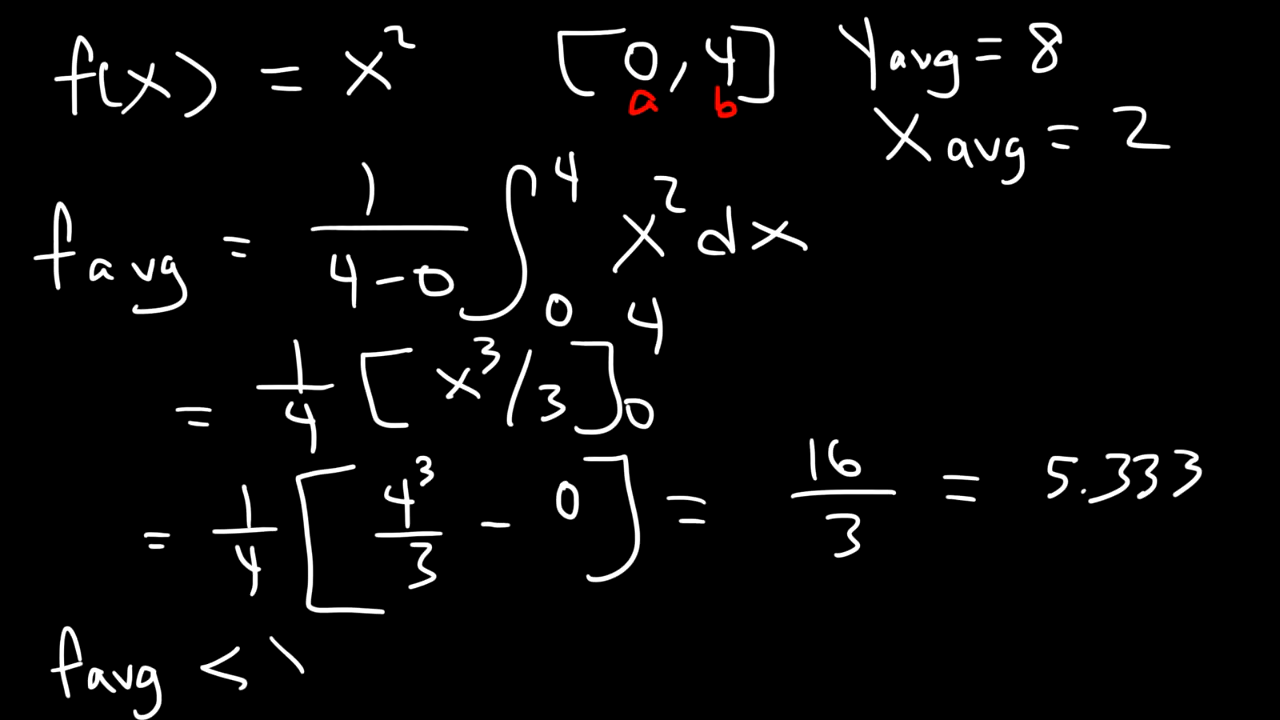 f(x) = x² [0, 4] yavg = 8
a b
xavg = 2
favg = 1/(4-0) ∫₀⁴ x² dx
= 1/4 [x³/3]₀⁴
= 1/4 [4³/3 - 0] = 16/3 = 5.333
favg <